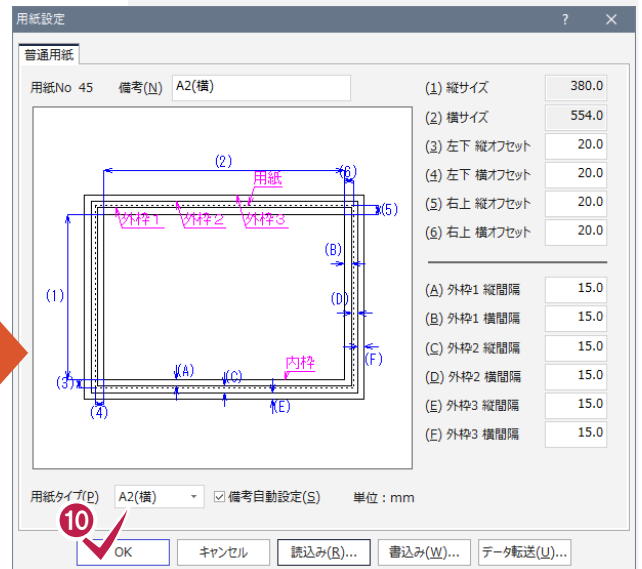 用紙設定 ? ×
普通用紙
用紙No 45 備考(N) A2(横)
(1) 縦サイズ 380.0
(2) 横サイズ 554.0
(3) 左下 縦オフセット 20.0
(4) 左下 横オフセット 20.0
(5) 右上 縦オフセット 20.0
(6) 右上 横オフセット 20.0
(A) 外枠1 縦間隔 15.0
(B) 外枠1 横間隔 15.0
(C) 外枠2 縦間隔 15.0
(D) 外枠2 横間隔 15.0
(E) 外枠3 縦間隔 15.0
(F) 外枠3 横間隔 15.0
(2)
(6)
用紙
(5)
外枠1 外枠2 外枠3
(B)
(1)
(D)
内枠
(F)
(A)
(C)
(3)
(4)
(E)
用紙タイプ(P) A2(横) 備考自動設定(S) 単位:mm
10
OK キャンセル 読込み(R)... 書込み(W)... データ転送(U)...